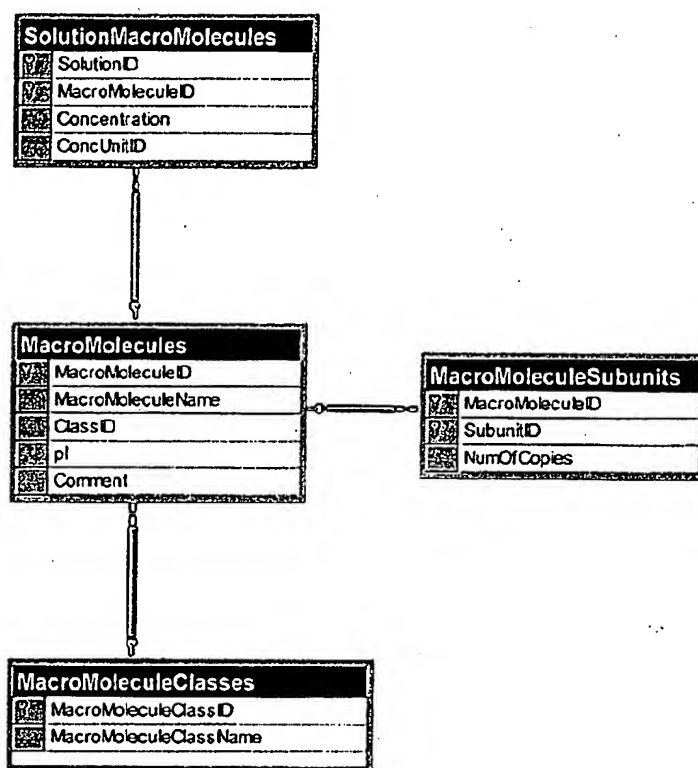 SolutionMacroMolecules
SolutionID
MacroMoleculeID
Concentration
ConcUnitID
MacroMolecules
MacroMoleculeID
MacroMoleculeName
ClassID
pI
Comment
MacroMoleculeSubunits
MacroMoleculeID
SubunitID
NumOfCopies
MacroMoleculeClasses
MacroMoleculeClassID
MacroMoleculeClassName